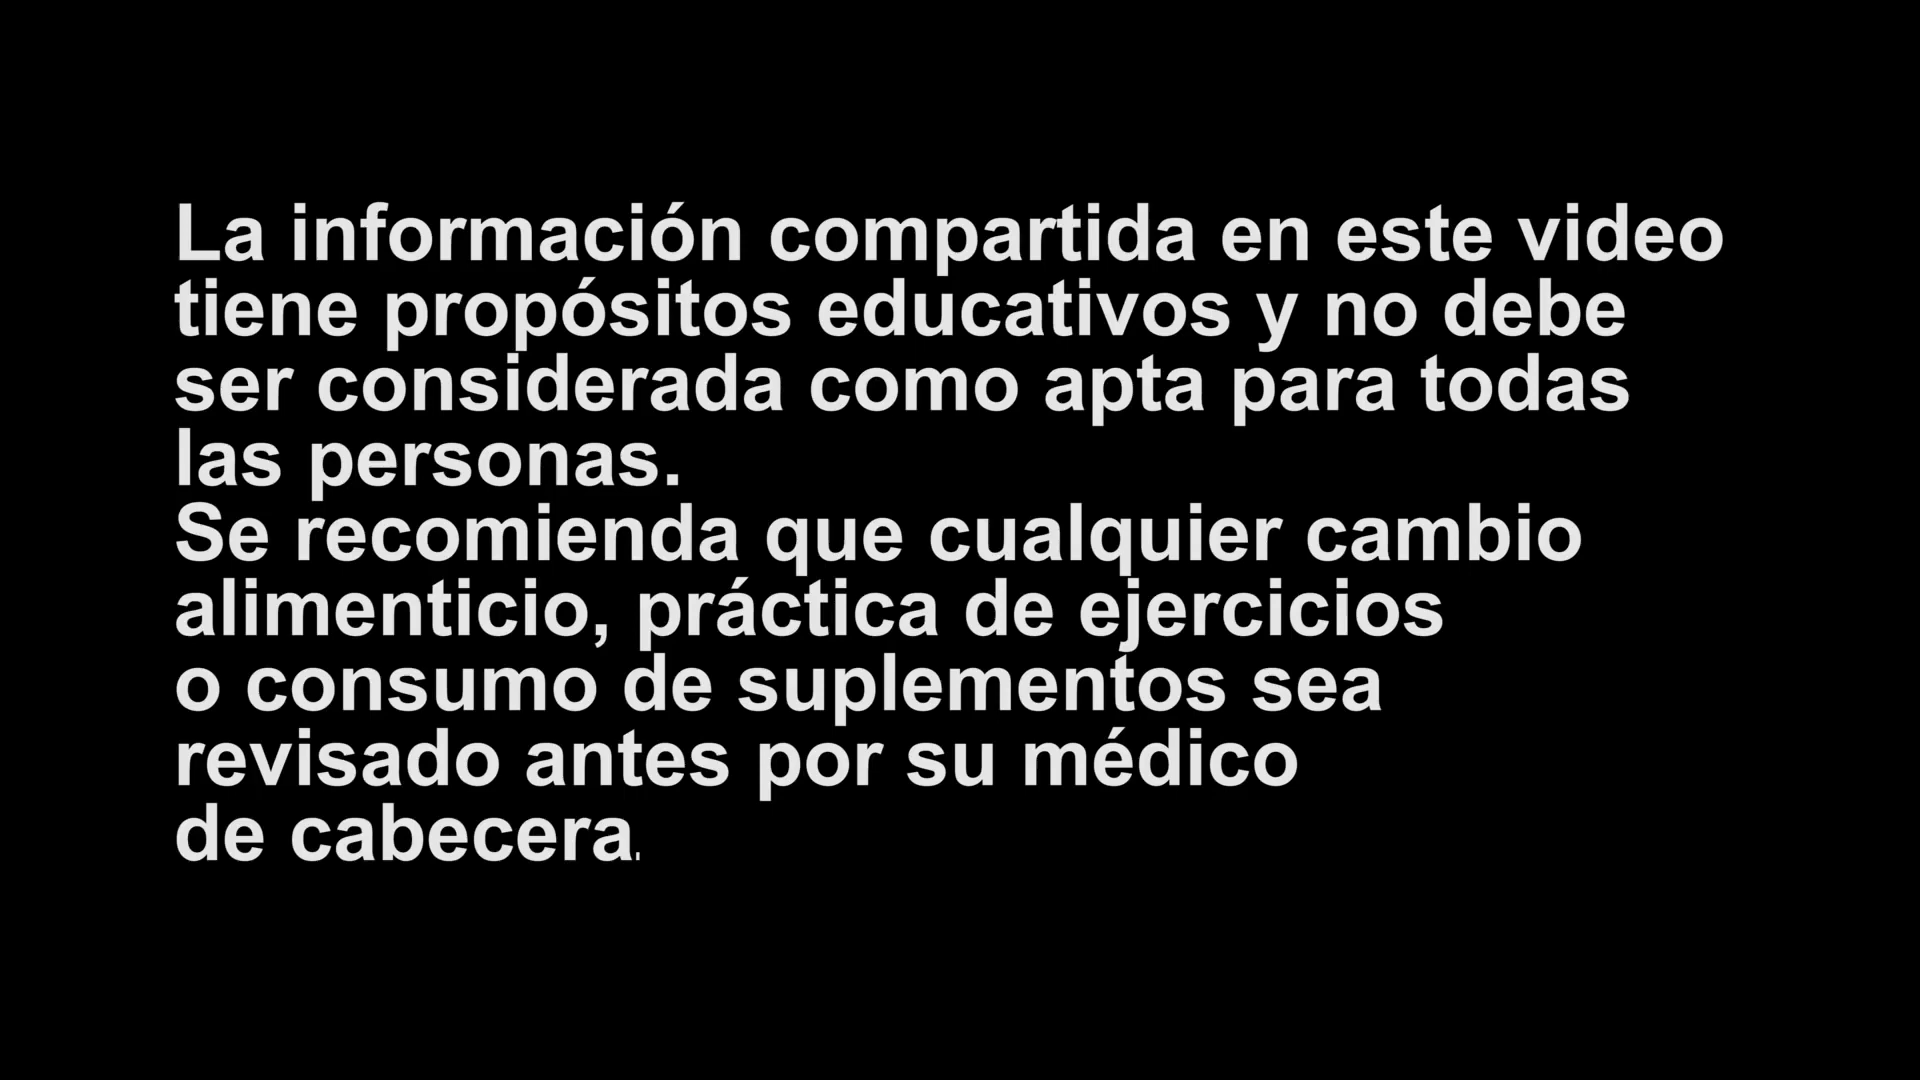 La información compartida en este video
tiene propósitos educativos y no debe
ser considerada como apta para todas
las personas.
Se recomienda que cualquier cambio
alimenticio, práctica de ejercicios
o consumo de suplementos sea
revisado antes por su médico
de cabecera.